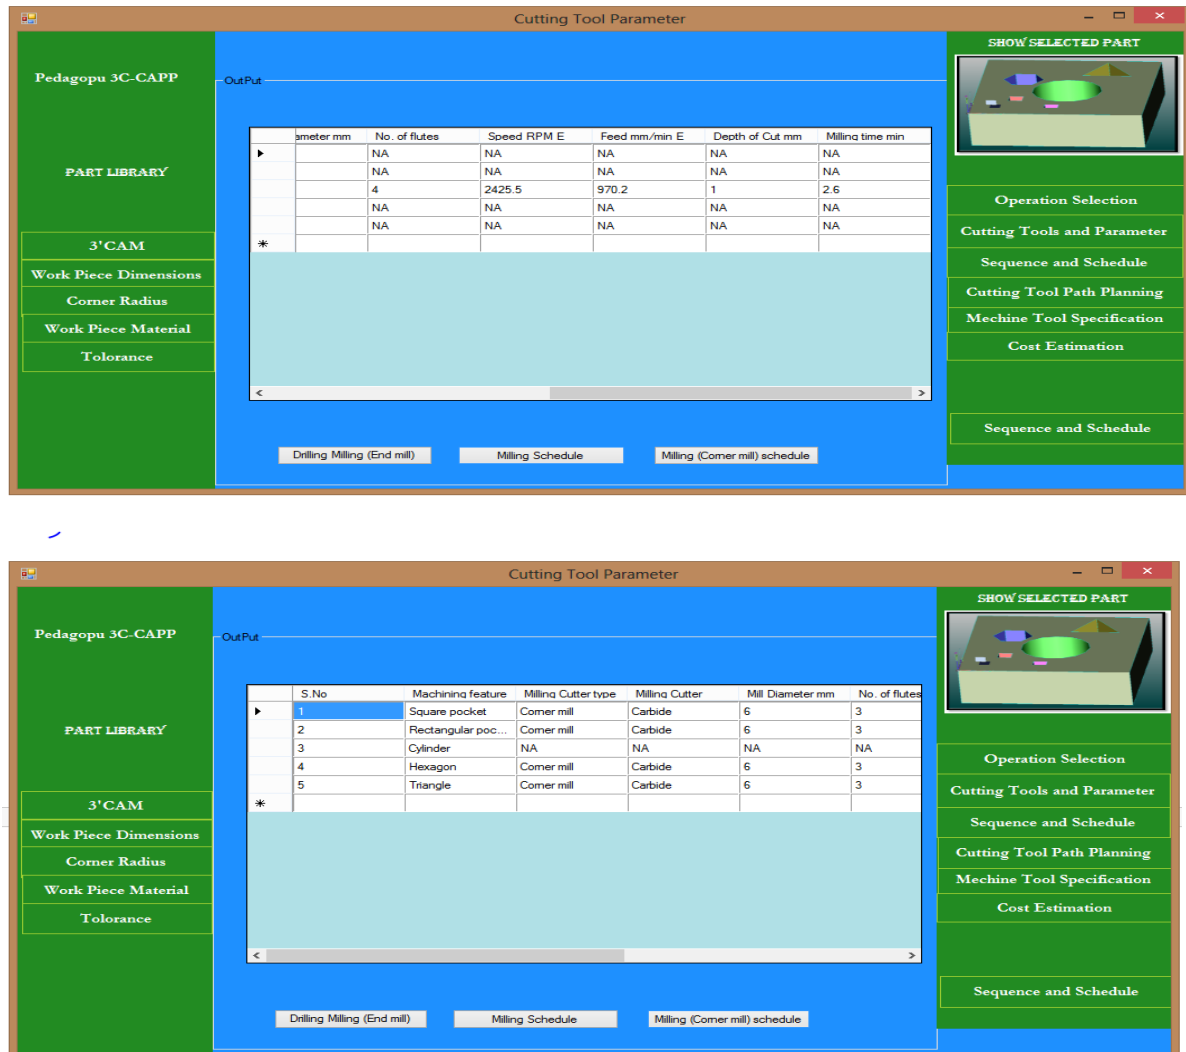 Cutting Tool Parameter
SHOW SELECTED PART
Pedagopu 3C-CAPP
OutPut
ameter mm No. of flutes Speed RPM E Feed mm/min E Depth of Cut mm Milling time min
NA NA NA NA NA
NA NA NA NA NA
4 2425.5 970.2 1 2.6
NA NA NA NA NA
NA NA NA NA NA
PART LIBRARY
3'CAM
Work Piece Dimensions
Corner Radius
Work Piece Material
Tolorance
Operation Selection
Cutting Tools and Parameter
Sequence and Schedule
Cutting Tool Path Planning
Mechine Tool Specification
Cost Estimation
Sequence and Schedule
Drilling Milling (End mill) Milling Schedule Milling (Corner mill) schedule
Cutting Tool Parameter
SHOW SELECTED PART
Pedagopu 3C-CAPP
OutPut
S.No Machining feature Milling Cutter type Milling Cutter Mill Diameter mm No. of flutes
1 Square pocket Corner mill Carbide 6 3
2 Rectangular poc... Corner mill Carbide 6 3
3 Cylinder NA NA NA NA
4 Hexagon Corner mill Carbide 6 3
5 Triangle Corner mill Carbide 6 3
PART LIBRARY
3'CAM
Work Piece Dimensions
Corner Radius
Work Piece Material
Tolorance
Operation Selection
Cutting Tools and Parameter
Sequence and Schedule
Cutting Tool Path Planning
Mechine Tool Specification
Cost Estimation
Sequence and Schedule
Drilling Milling (End mill) Milling Schedule Milling (Corner mill) schedule